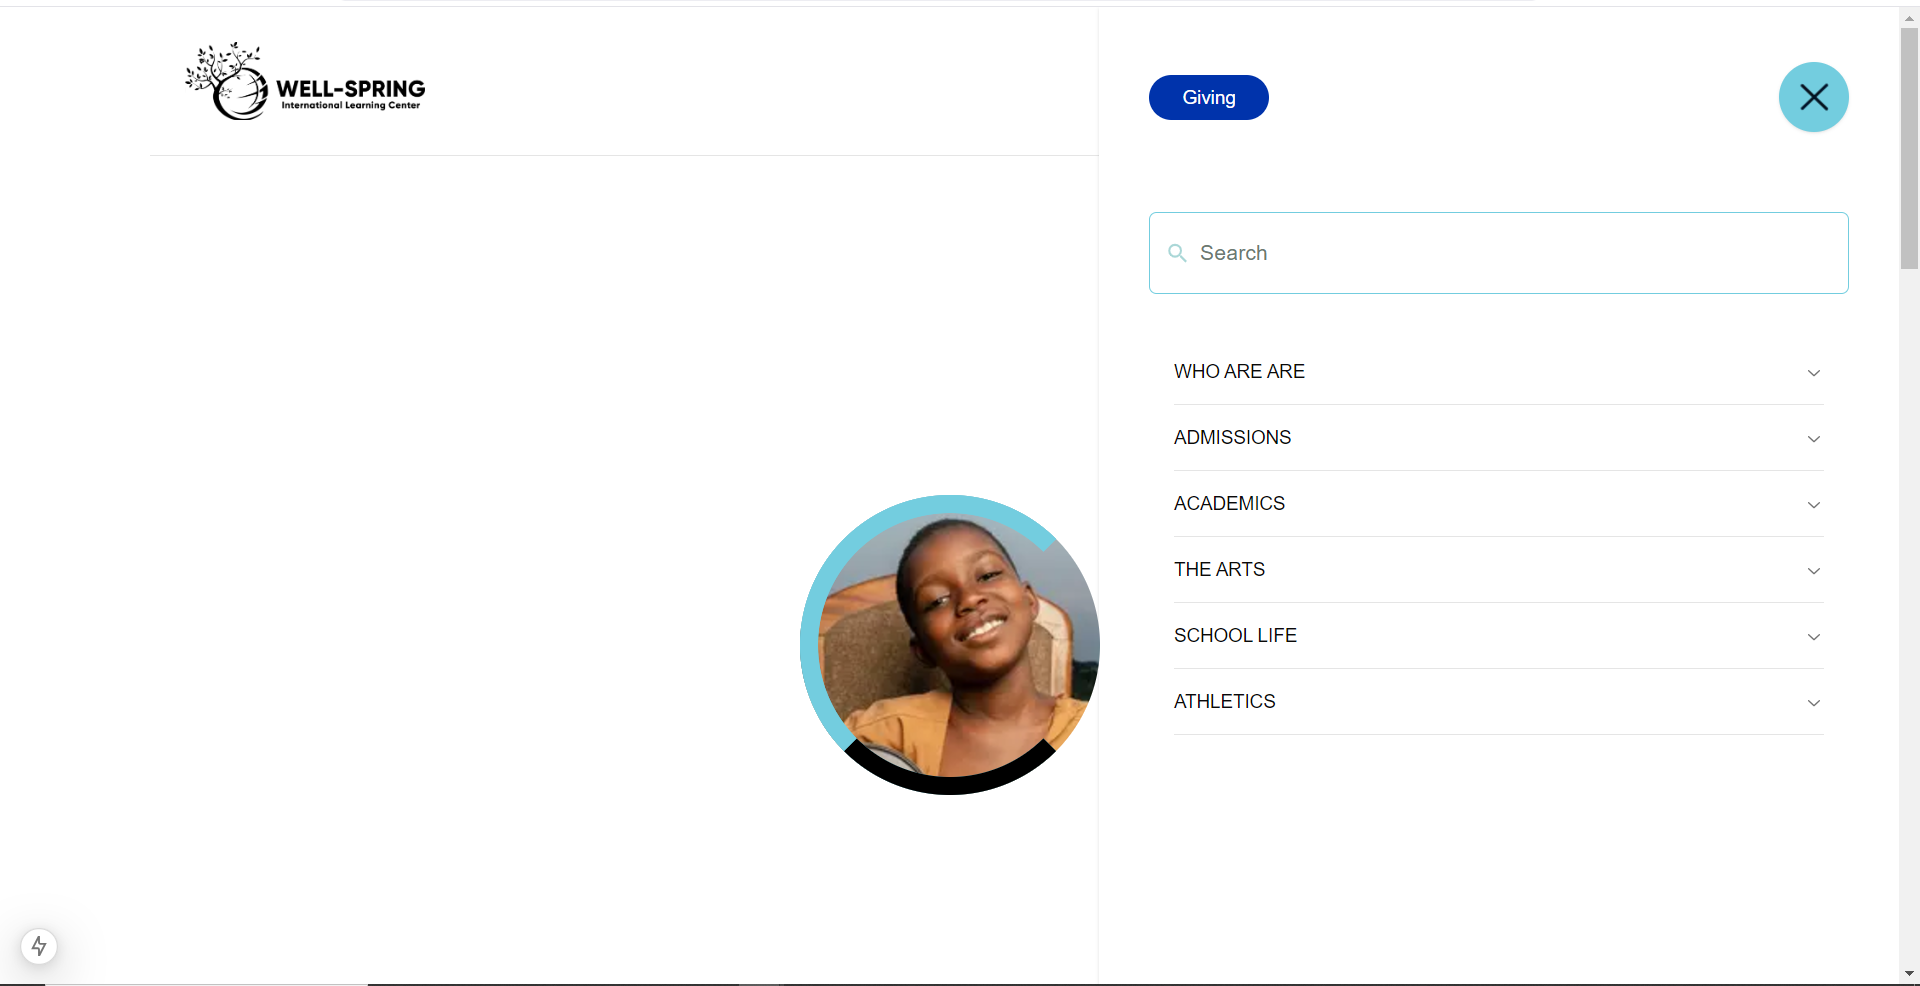 WELL-SPRING
International Learning Center
Giving
Search
WHO ARE ARE
ADMISSIONS
ACADEMICS
THE ARTS
SCHOOL LIFE
ATHLETICS